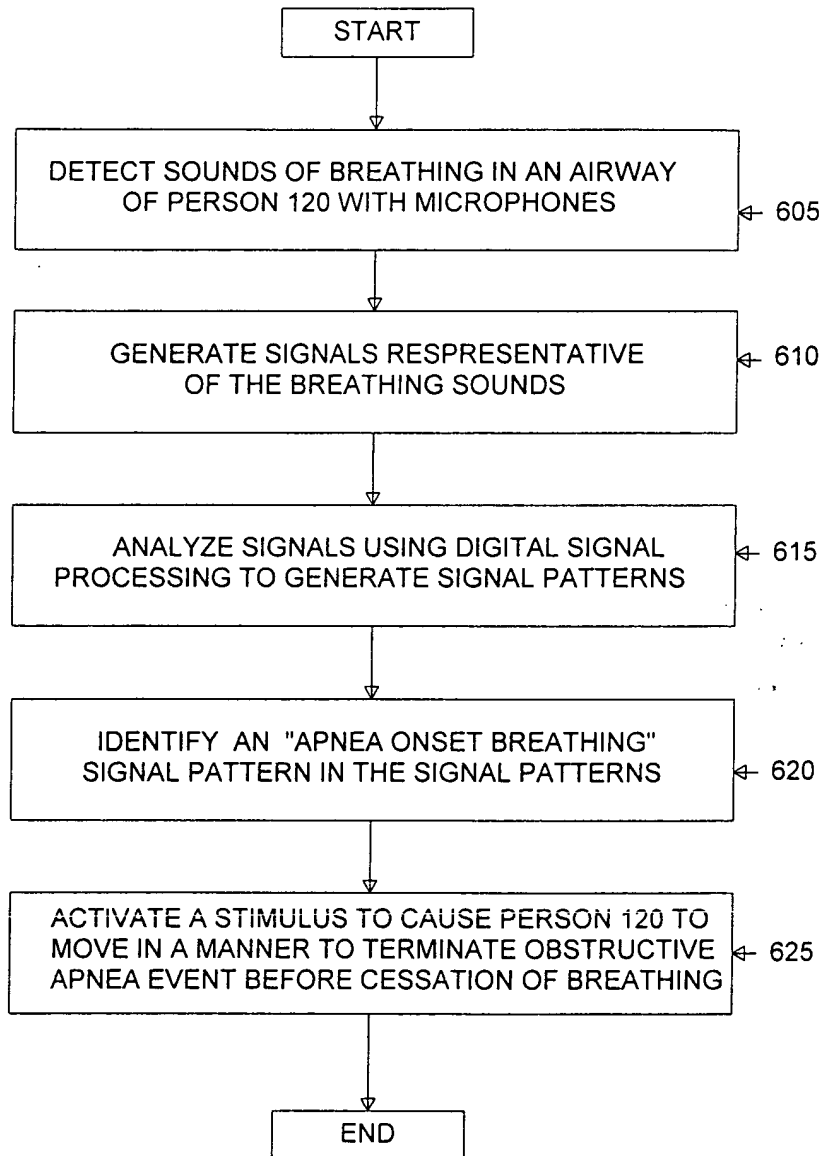 START
DETECT SOUNDS OF BREATHING IN AN AIRWAY
OF PERSON 120 WITH MICROPHONES
605
GENERATE SIGNALS RESPRESENTATIVE
OF THE BREATHING SOUNDS
610
ANALYZE SIGNALS USING DIGITAL SIGNAL
PROCESSING TO GENERATE SIGNAL PATTERNS
615
IDENTIFY AN "APNEA ONSET BREATHING"
SIGNAL PATTERN IN THE SIGNAL PATTERNS
620
ACTIVATE A STIMULUS TO CAUSE PERSON 120 TO
MOVE IN A MANNER TO TERMINATE OBSTRUCTIVE
APNEA EVENT BEFORE CESSATION OF BREATHING
625
END